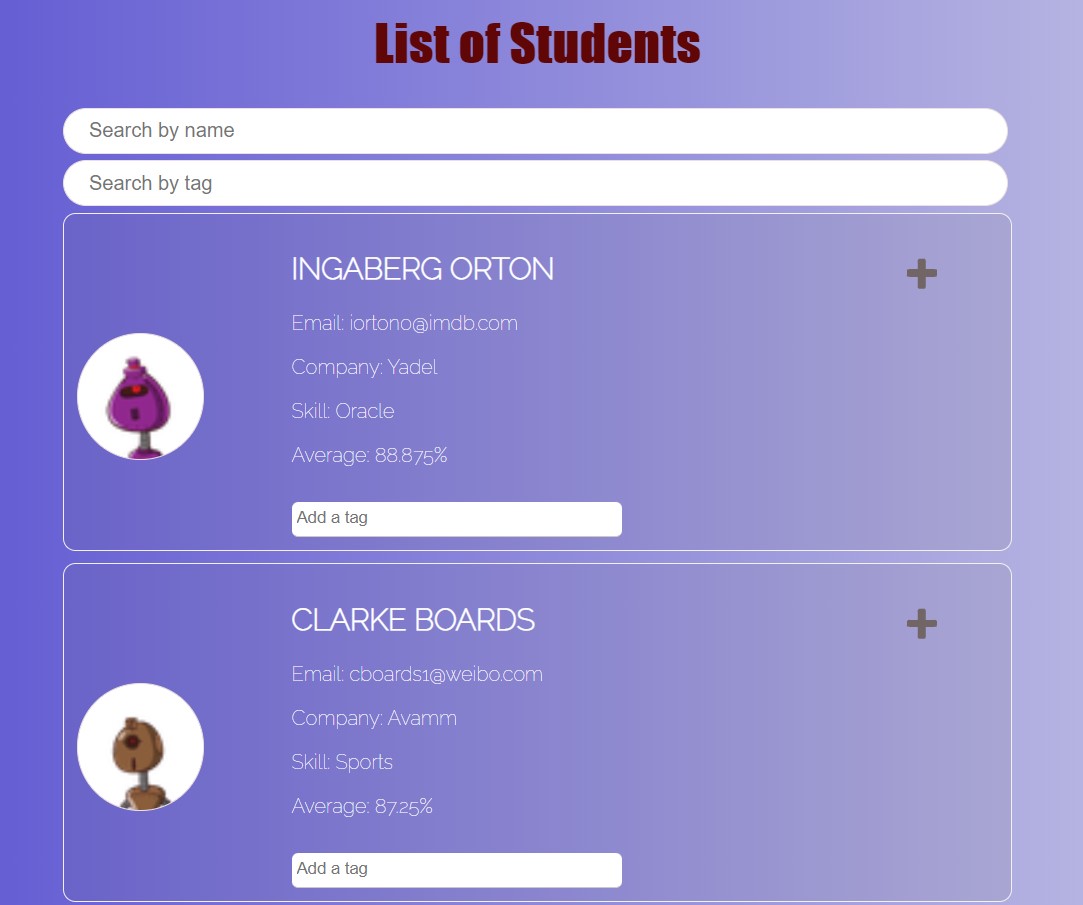 List of Students
Search by name
Search by tag
INGABERG ORTON
Email: iorton0@imdb.com
Company: Yadel
Skill: Oracle
Average: 88.875%
Add a tag
CLARKE BOARDS
Email: cboards1@weibo.com
Company: Avamm
Skill: Sports
Average: 87.25%
Add a tag